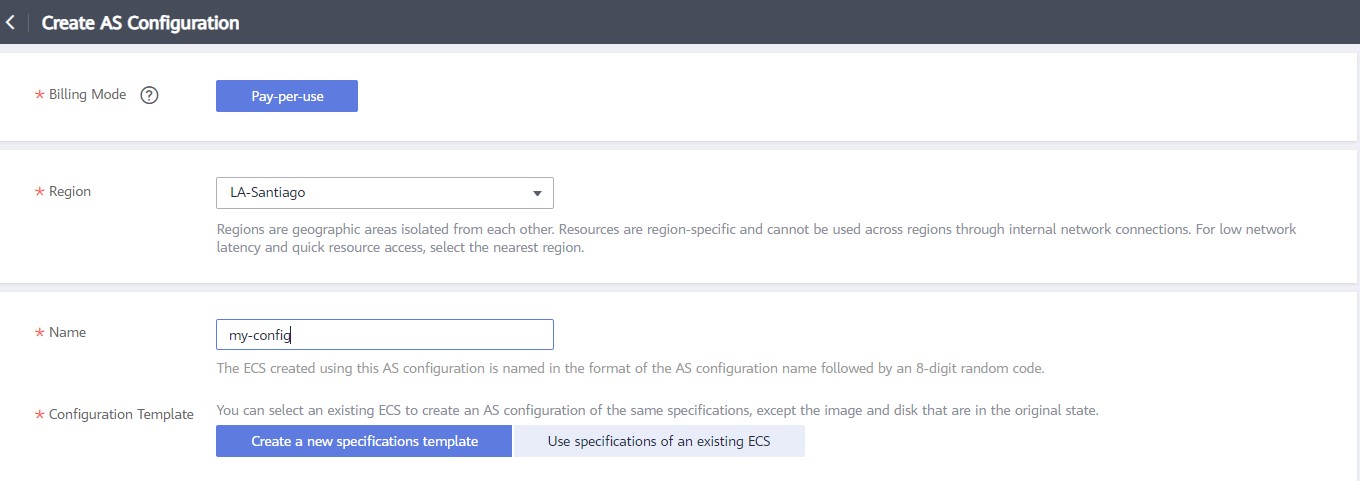 Create AS Configuration
* Billing Mode ? Pay-per-use
* Region LA-Santiago
Regions are geographic areas isolated from each other. Resources are region-specific and cannot be used across regions through internal network connections. For low network
latency and quick resource access, select the nearest region.
* Name my-config
The ECS created using this AS configuration is named in the format of the AS configuration name followed by an 8-digit random code.
* Configuration Template You can select an existing ECS to create an AS configuration of the same specifications, except the image and disk that are in the original state.
Create a new specifications template Use specifications of an existing ECS